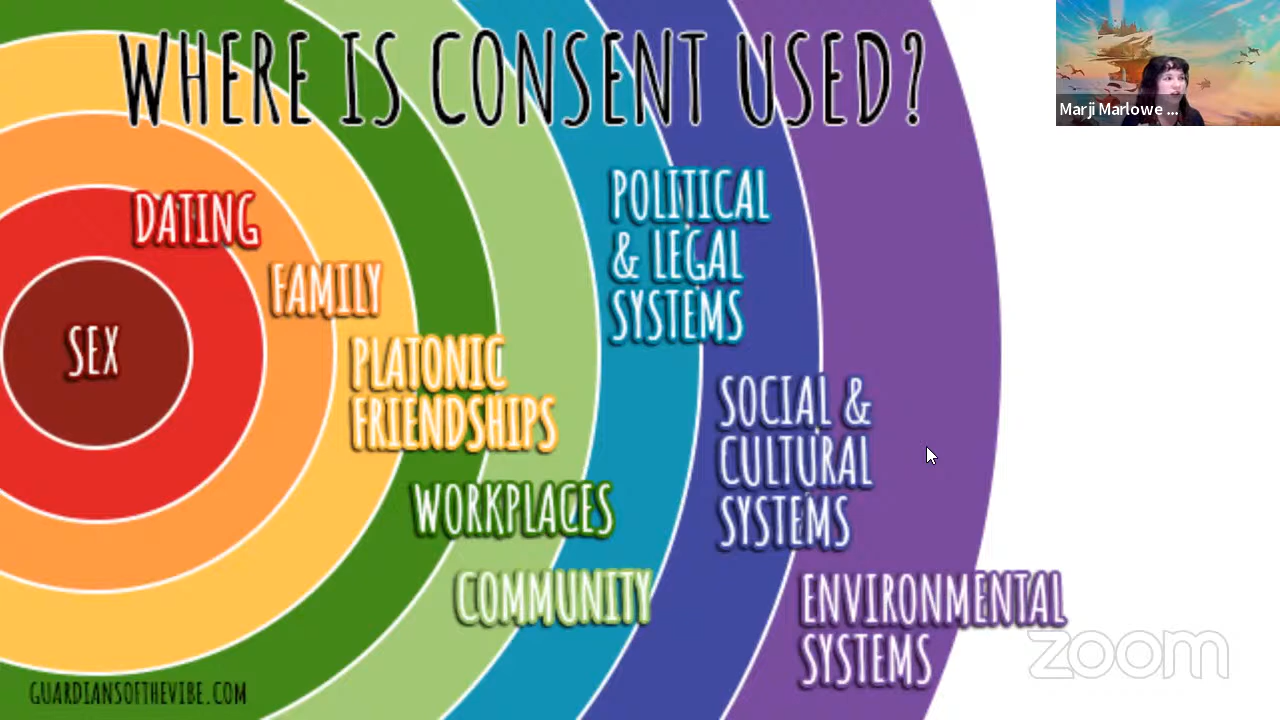 WHERE IS CONSENT USED?
Marji Marlowe ...
DATING
FAMILY
SEX
PLATONIC
FRIENDSHIPS
WORKPLACES
COMMUNITY
POLITICAL
& LEGAL
SYSTEMS
SOCIAL &
CULTURAL
SYSTEMS
ENVIRONMENTAL
SYSTEMS
zoom
GUARDIANSOFTHEVIBE.COM